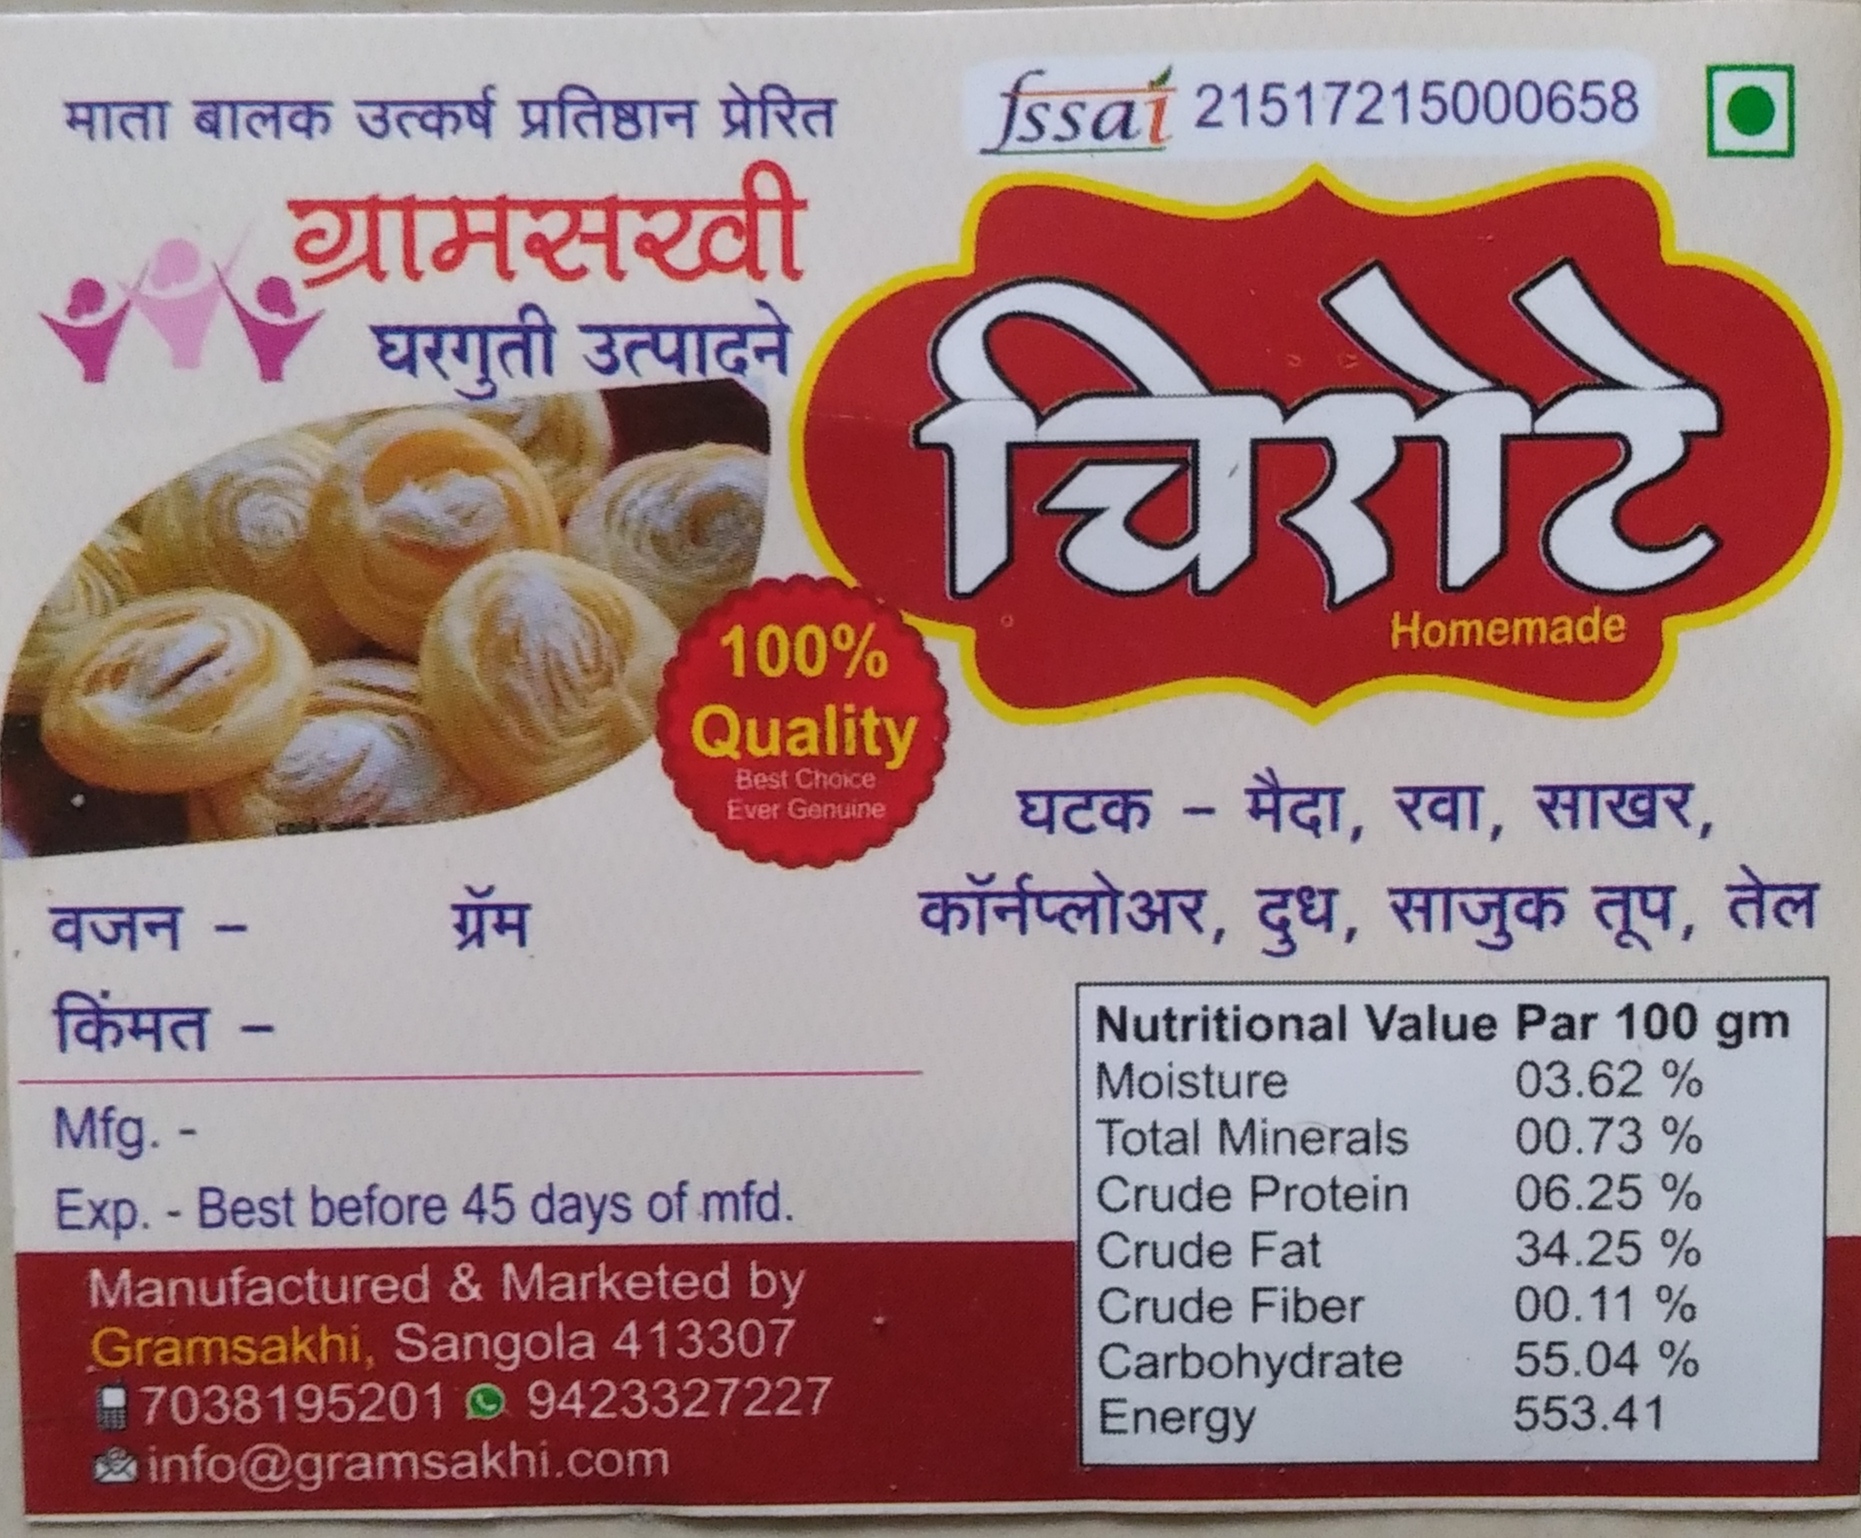 माता बालक उत्कर्ष प्रतिष्ठान प्रेरित
ग्रामसखी
घरगुती उत्पादने
fssai 21517215000658
चिरोटे
Homemade
100%
Quality
Best Choice
Ever Genuine
घटक - मैदा, रवा, साखर,
कॉर्नप्लोअर, दुध, साजुक तूप, तेल
वजन - ग्रॅम
किंमत -
Mfg. -
Exp. - Best before 45 days of mfd.
Manufactured & Marketed by
Gramsakhi, Sangola 413307
7038195201 9423327227
info@gramsakhi.com
Nutritional Value Par 100 gm
Moisture 03.62 %
Total Minerals 00.73 %
Crude Protein 06.25 %
Crude Fat 34.25 %
Crude Fiber 00.11 %
Carbohydrate 55.04 %
Energy 553.41